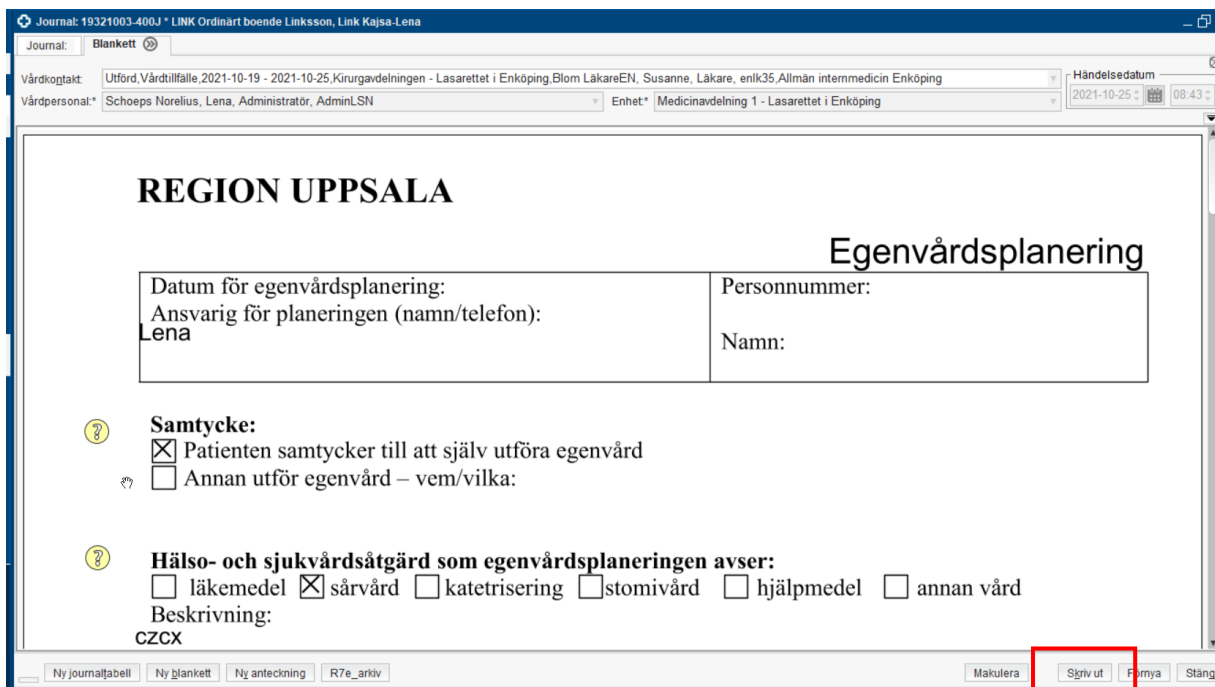 Journal: 19321003-400J * LINK Ordinärt boende Linksson, Link Kajsa-Lena
Journal: Blankett
Vårdkontakt: Utförd,Vårdtillfälle,2021-10-19 - 2021-10-25,Kirurgavdelningen - Lasarettet i Enköping,Blom LäkareEN, Susanne, Läkare, enlk35,Allmän internmedicin Enköping
Händelsedatum
Vårdpersonal:* Schoeps Norelius, Lena, Administratör, AdminLSN Enhet:* Medicinavdelning 1 - Lasarettet i Enköping 2021-10-25 08:43
REGION UPPSALA
Egenvårdsplanering
Datum för egenvårdsplanering: Personnummer:
Ansvarig för planeringen (namn/telefon):
Lena
Namn:
Samtycke:
Patienten samtycker till att själv utföra egenvård
Annan utför egenvård – vem/vilka:
Hälso- och sjukvårdsåtgärd som egenvårdsplaneringen avser:
läkemedel sårvård katetrisering stomivård hjälpmedel annan vård
Beskrivning:
CZCX
Ny journaltabell Ny blankett Ny anteckning R7e_arkiv Makulera Skriv ut Förnya Stäng